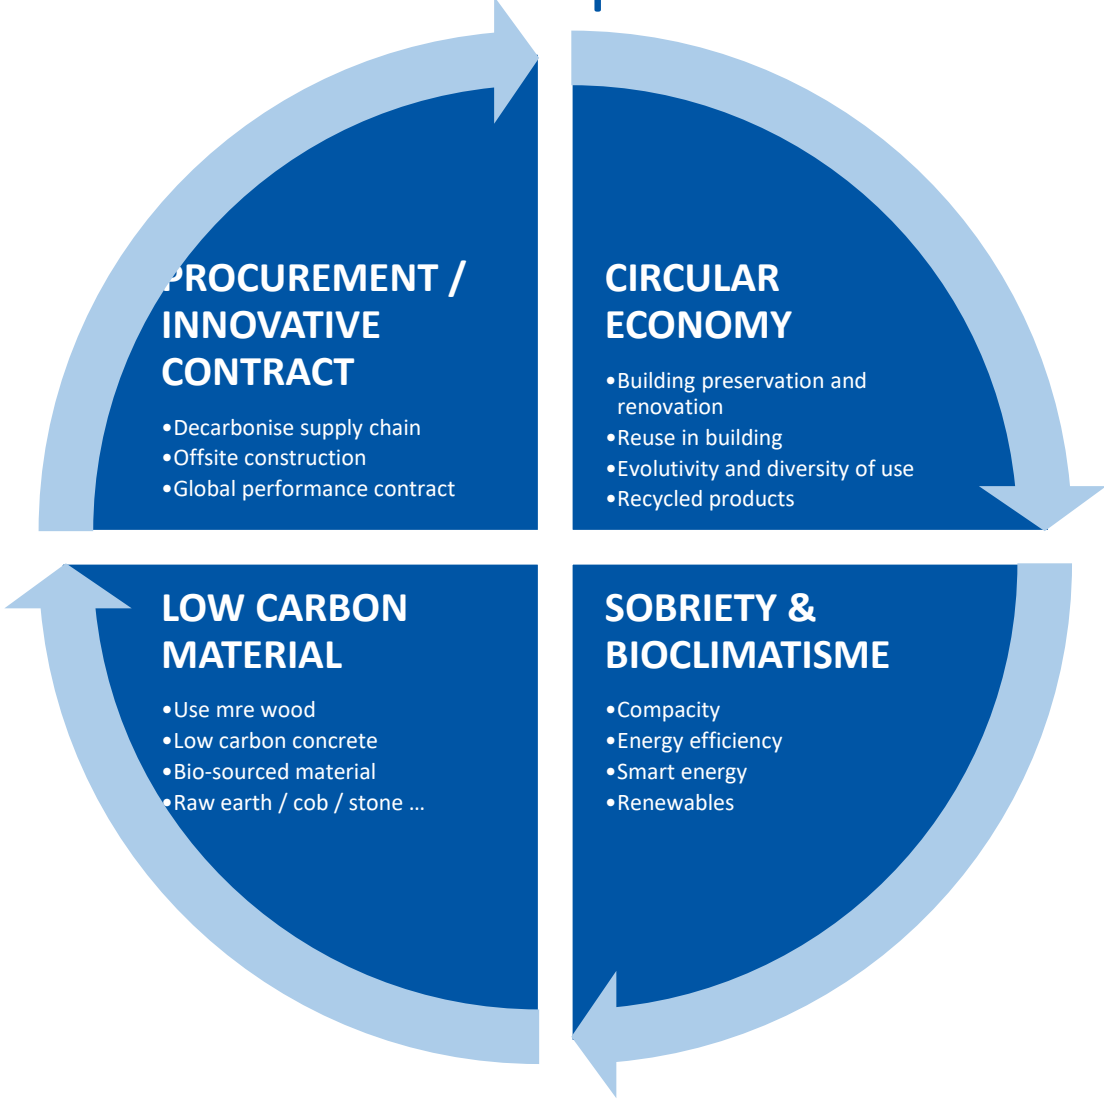 PROCUREMENT /
INNOVATIVE
CONTRACT
•Decarbonise supply chain
•Offsite construction
•Global performance contract
CIRCULAR
ECONOMY
•Building preservation and
renovation
•Reuse in building
•Evolutivity and diversity of use
•Recycled products
LOW CARBON
MATERIAL
•Use mre wood
•Low carbon concrete
•Bio-sourced material
•Raw earth / cob / stone ...
SOBRIETY &
BIOCLIMATISME
•Compacity
•Energy efficiency
•Smart energy
•Renewables